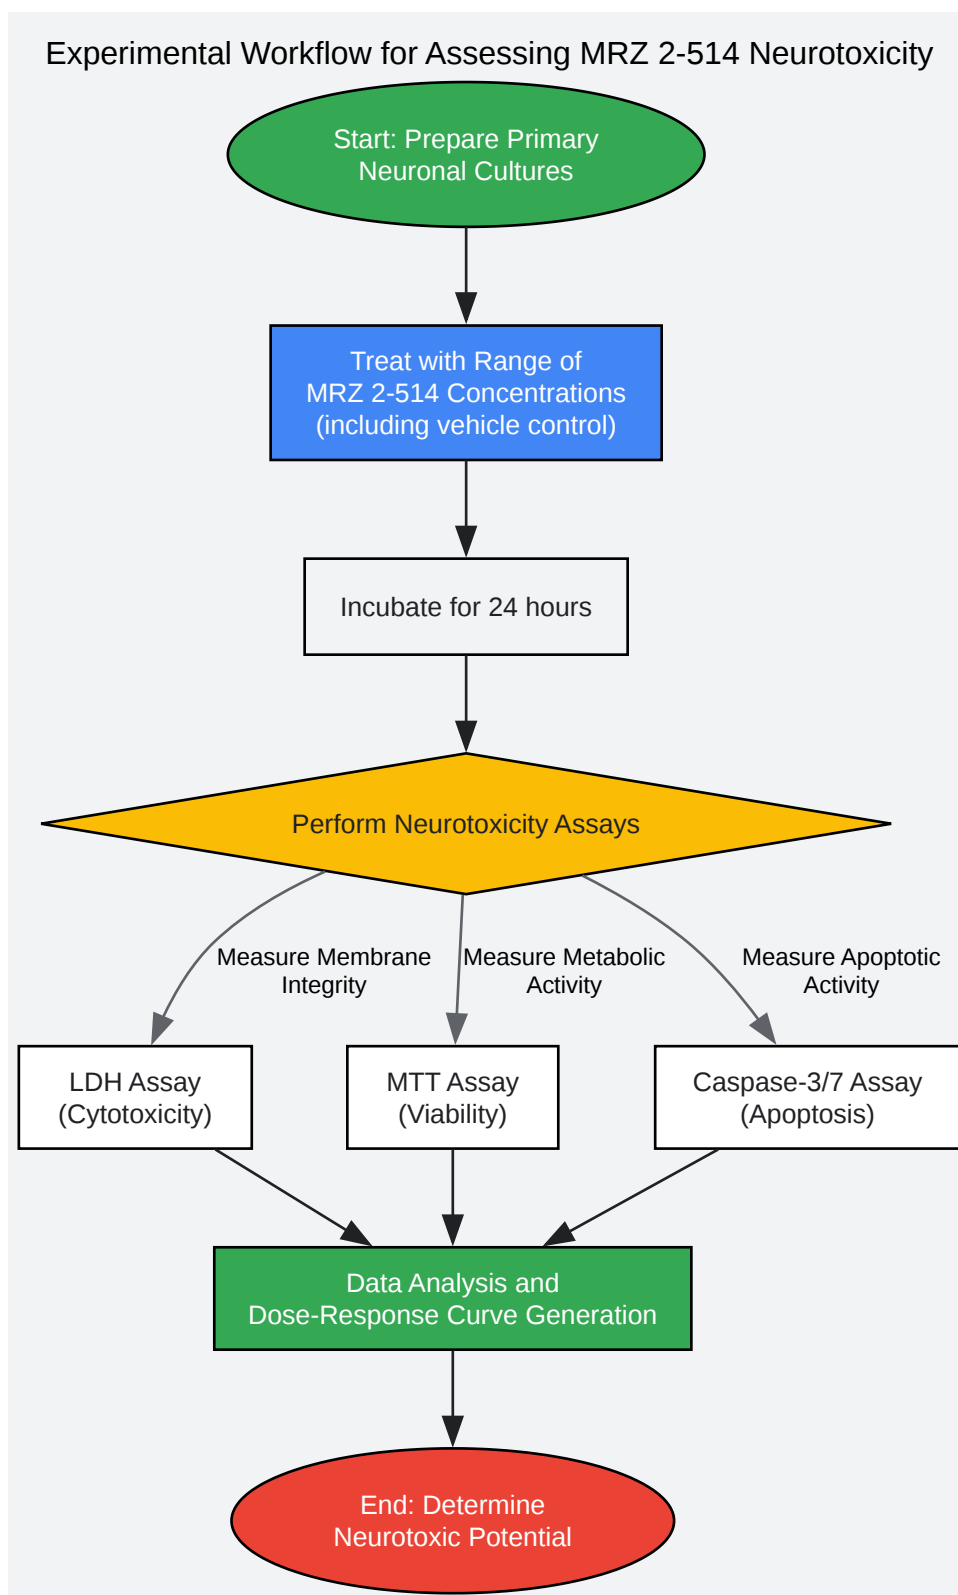 Experimental Workflow for Assessing MRZ 2-514 Neurotoxicity
Start: Prepare Primary
Neuronal Cultures
Treat with Range of
MRZ 2-514 Concentrations
(including vehicle control)
Incubate for 24 hours
Perform Neurotoxicity Assays
Measure Membrane
Integrity
Measure Metabolic
Activity
Measure Apoptotic
Activity
LDH Assay
(Cytotoxicity)
MTT Assay
(Viability)
Caspase-3/7 Assay
(Apoptosis)
Data Analysis and
Dose-Response Curve Generation
End: Determine
Neurotoxic Potential